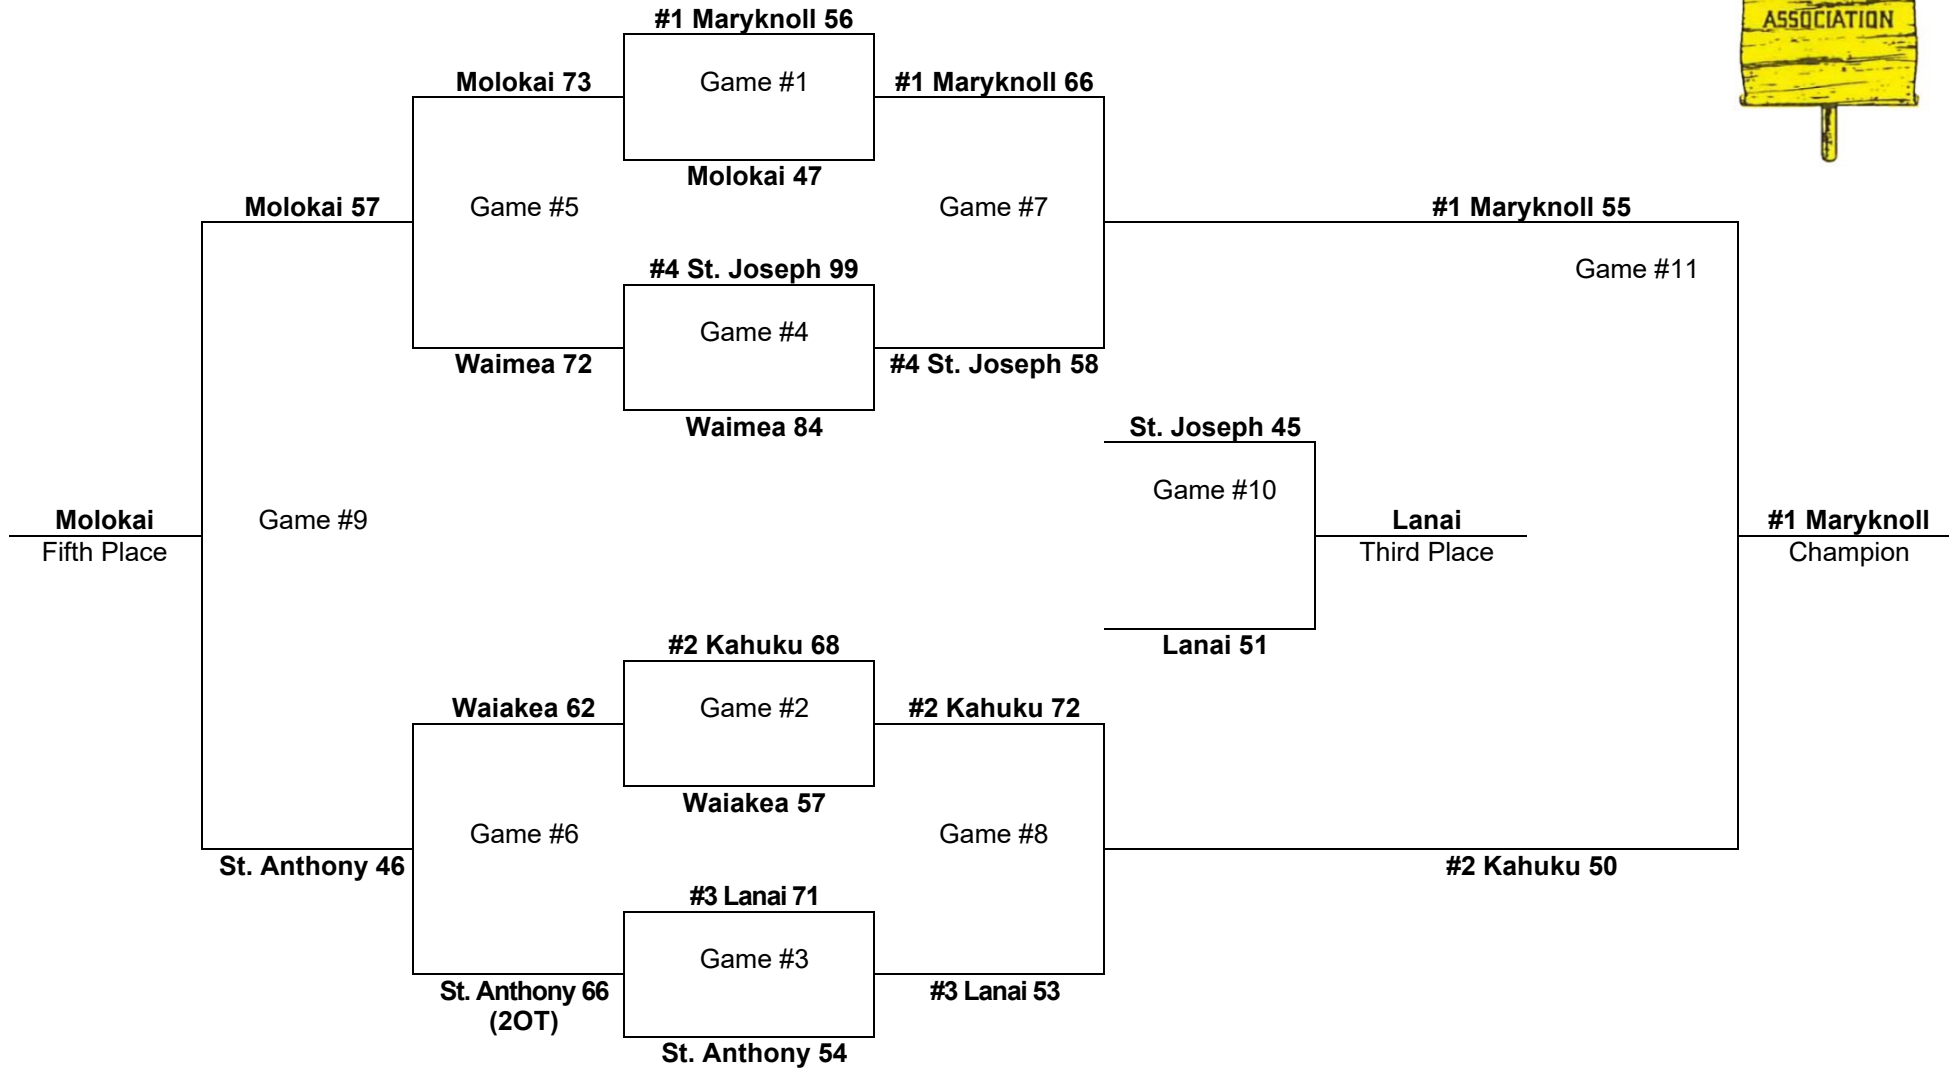 ASSOCIATION
#1 Maryknoll 56
Molokai 73
Game #1
#1 Maryknoll 66
Molokai 47
Molokai 57
Game #5
Game #7
#1 Maryknoll 55
#4 St. Joseph 99
Game #11
Game #4
Waimea 72
#4 St. Joseph 58
Waimea 84
St. Joseph 45
Game #10
Molokai
Fifth Place
Game #9
Lanai
Third Place
#1 Maryknoll
Champion
#2 Kahuku 68
Lanai 51
Waiakea 62
Game #2
#2 Kahuku 72
Waiakea 57
Game #6
Game #8
St. Anthony 46
#2 Kahuku 50
#3 Lanai 71
Game #3
St. Anthony 66
(2OT)
#3 Lanai 53
St. Anthony 54